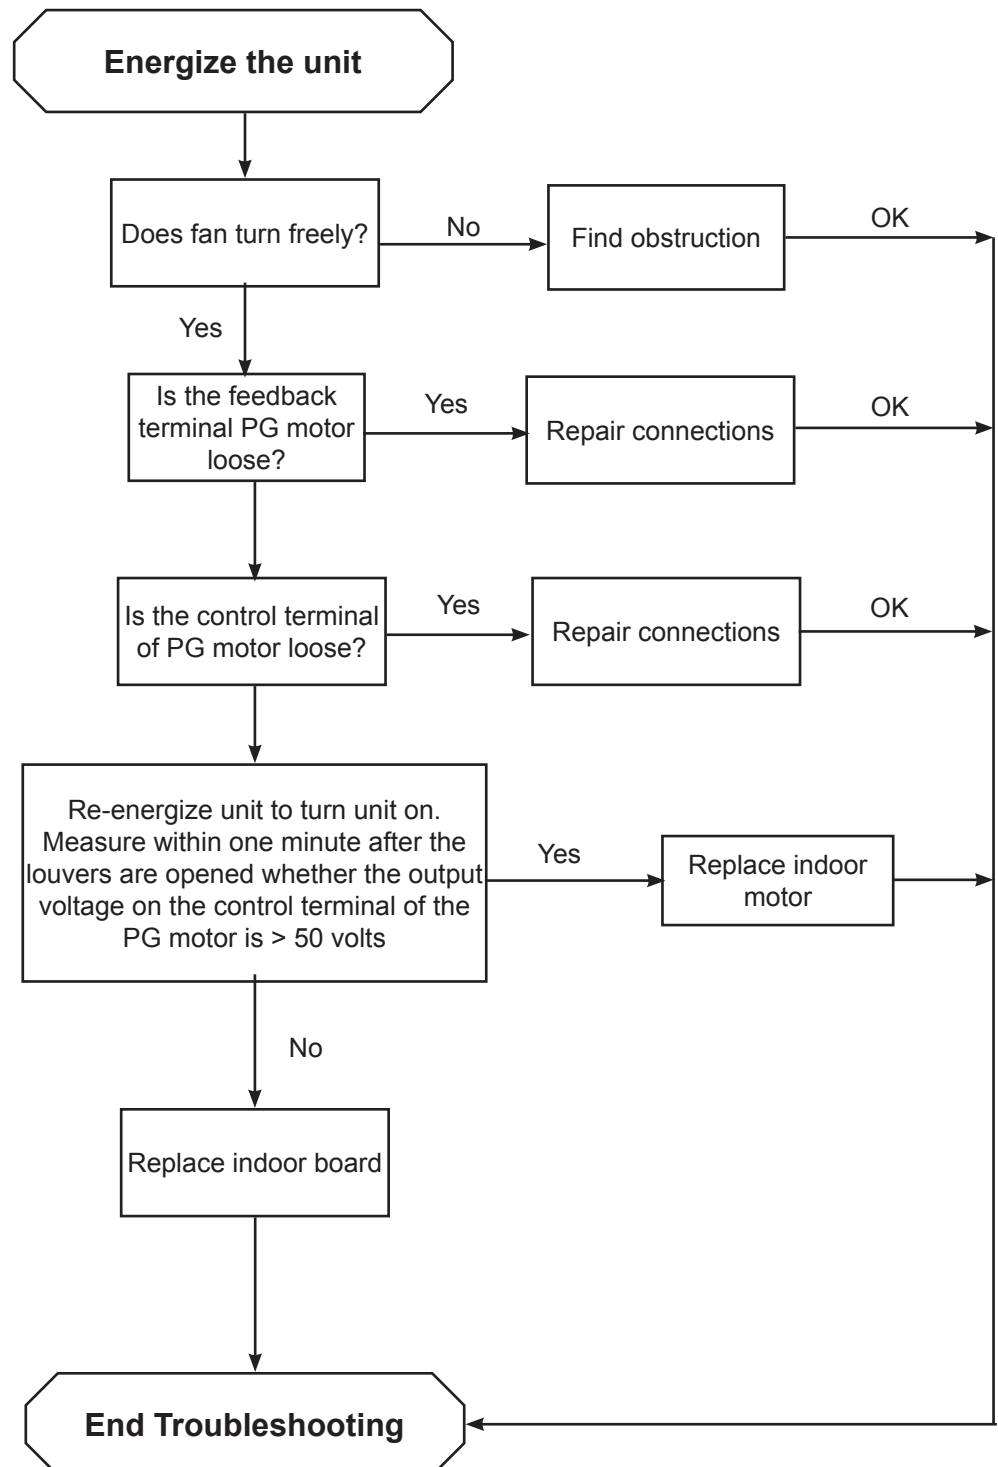 Energize the unit
Does fan turn freely?
No
Find obstruction
OK
Yes
Is the feedback
terminal PG motor
loose?
Yes
Repair connections
OK
Is the control terminal
of PG motor loose?
Yes
Repair connections
OK
Re-energize unit to turn unit on.
Measure within one minute after the
louvers are opened whether the output
voltage on the control terminal of the
PG motor is > 50 volts
Yes
Replace indoor
motor
No
Replace indoor board
End Troubleshooting